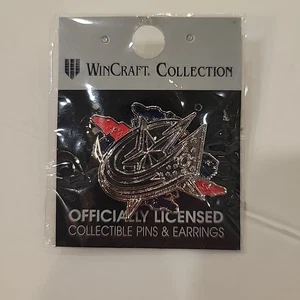 WINCRAFT® COLLECTION
OFFICIALLY LICENSED
COLLECTIBLE PINS & EARRINGS